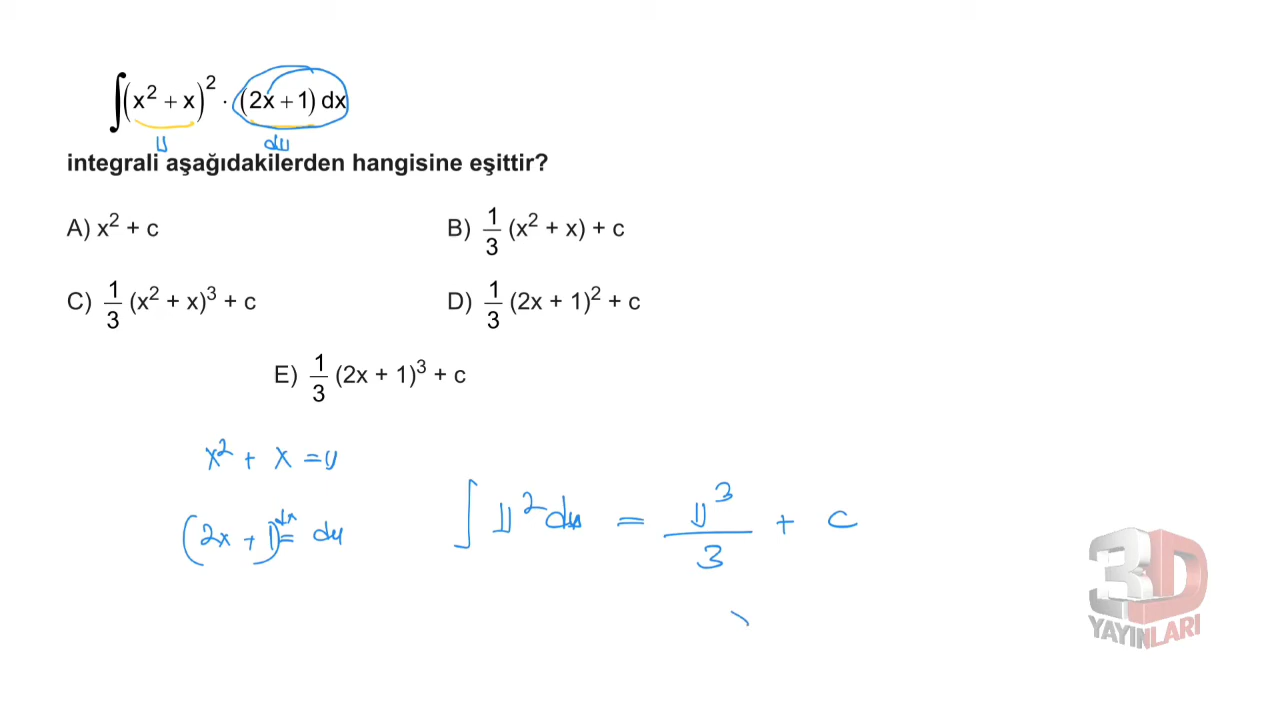 ∫(x² + x)² · (2x + 1) dx
u du
integrali aşağıdakilerden hangisine eşittir?
A) x² + c
B) 1/3 (x² + x) + c
C) 1/3 (x² + x)³ + c
D) 1/3 (2x + 1)² + c
E) 1/3 (2x + 1)³ + c
x² + x = u
(2x + 1) dx = du
∫ u² du = u³/3 + c
3D
YAYINLARI